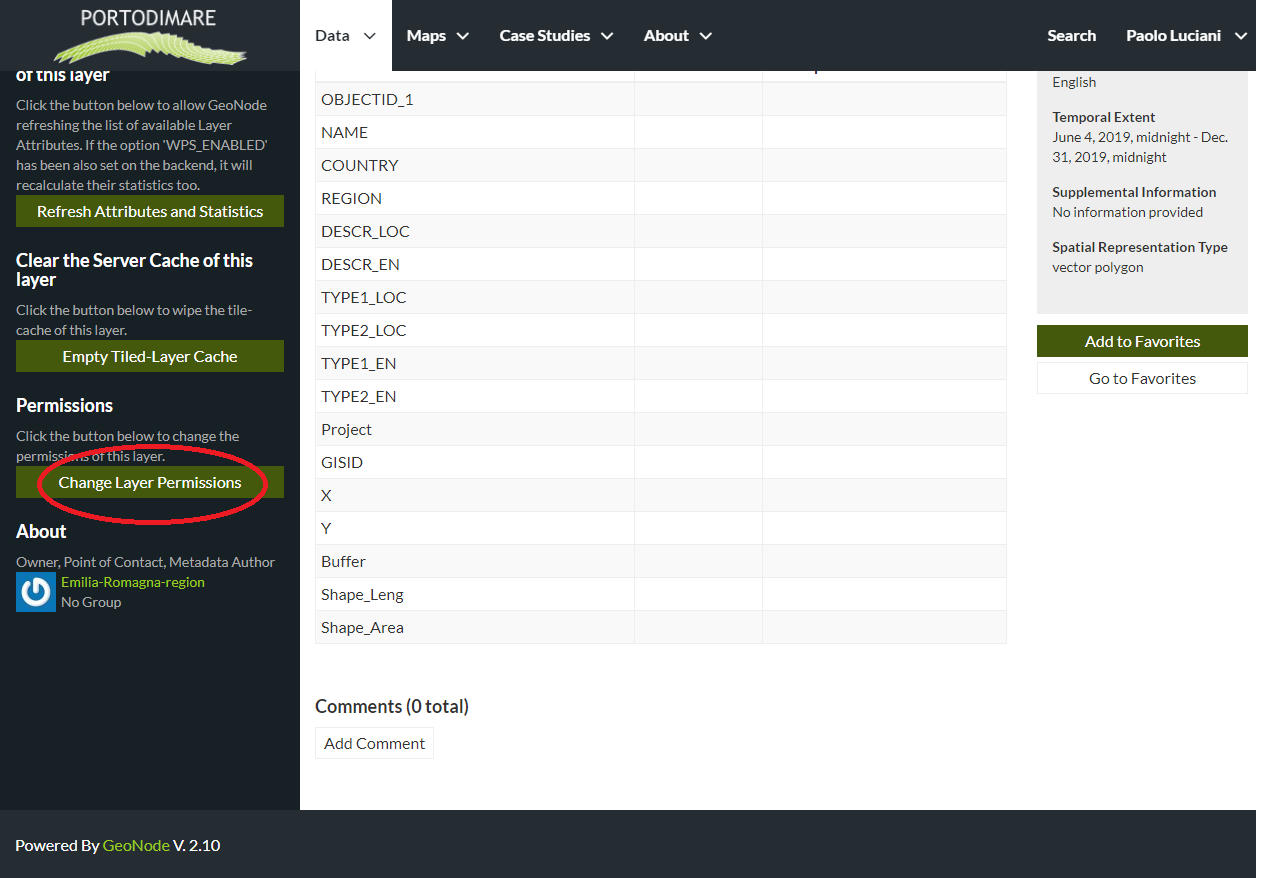 PORTODIMARE
Data
Maps
Case Studies
About
Search
Paolo Luciani
of this layer
Click the button below to allow GeoNode
refreshing the list of available Layer
Attributes. If the option 'WPS_ENABLED'
has been also set on the backend, it will
recalculate their statistics too.
Refresh Attributes and Statistics
Clear the Server Cache of this
layer
Click the button below to wipe the tile-
cache of this layer.
Empty Tiled-Layer Cache
Permissions
Click the button below to change the
permissions of this layer.
Change Layer Permissions
About
Owner, Point of Contact, Metadata Author
Emilia-Romagna-region
No Group
OBJECTID_1
NAME
COUNTRY
REGION
DESCR_LOC
DESCR_EN
TYPE1_LOC
TYPE2_LOC
TYPE1_EN
TYPE2_EN
Project
GISID
X
Y
Buffer
Shape_Leng
Shape_Area
Comments (0 total)
Add Comment
English
Temporal Extent
June 4, 2019, midnight - Dec.
31, 2019, midnight
Supplemental Information
No information provided
Spatial Representation Type
vector polygon
Add to Favorites
Go to Favorites
Powered By GeoNode V. 2.10